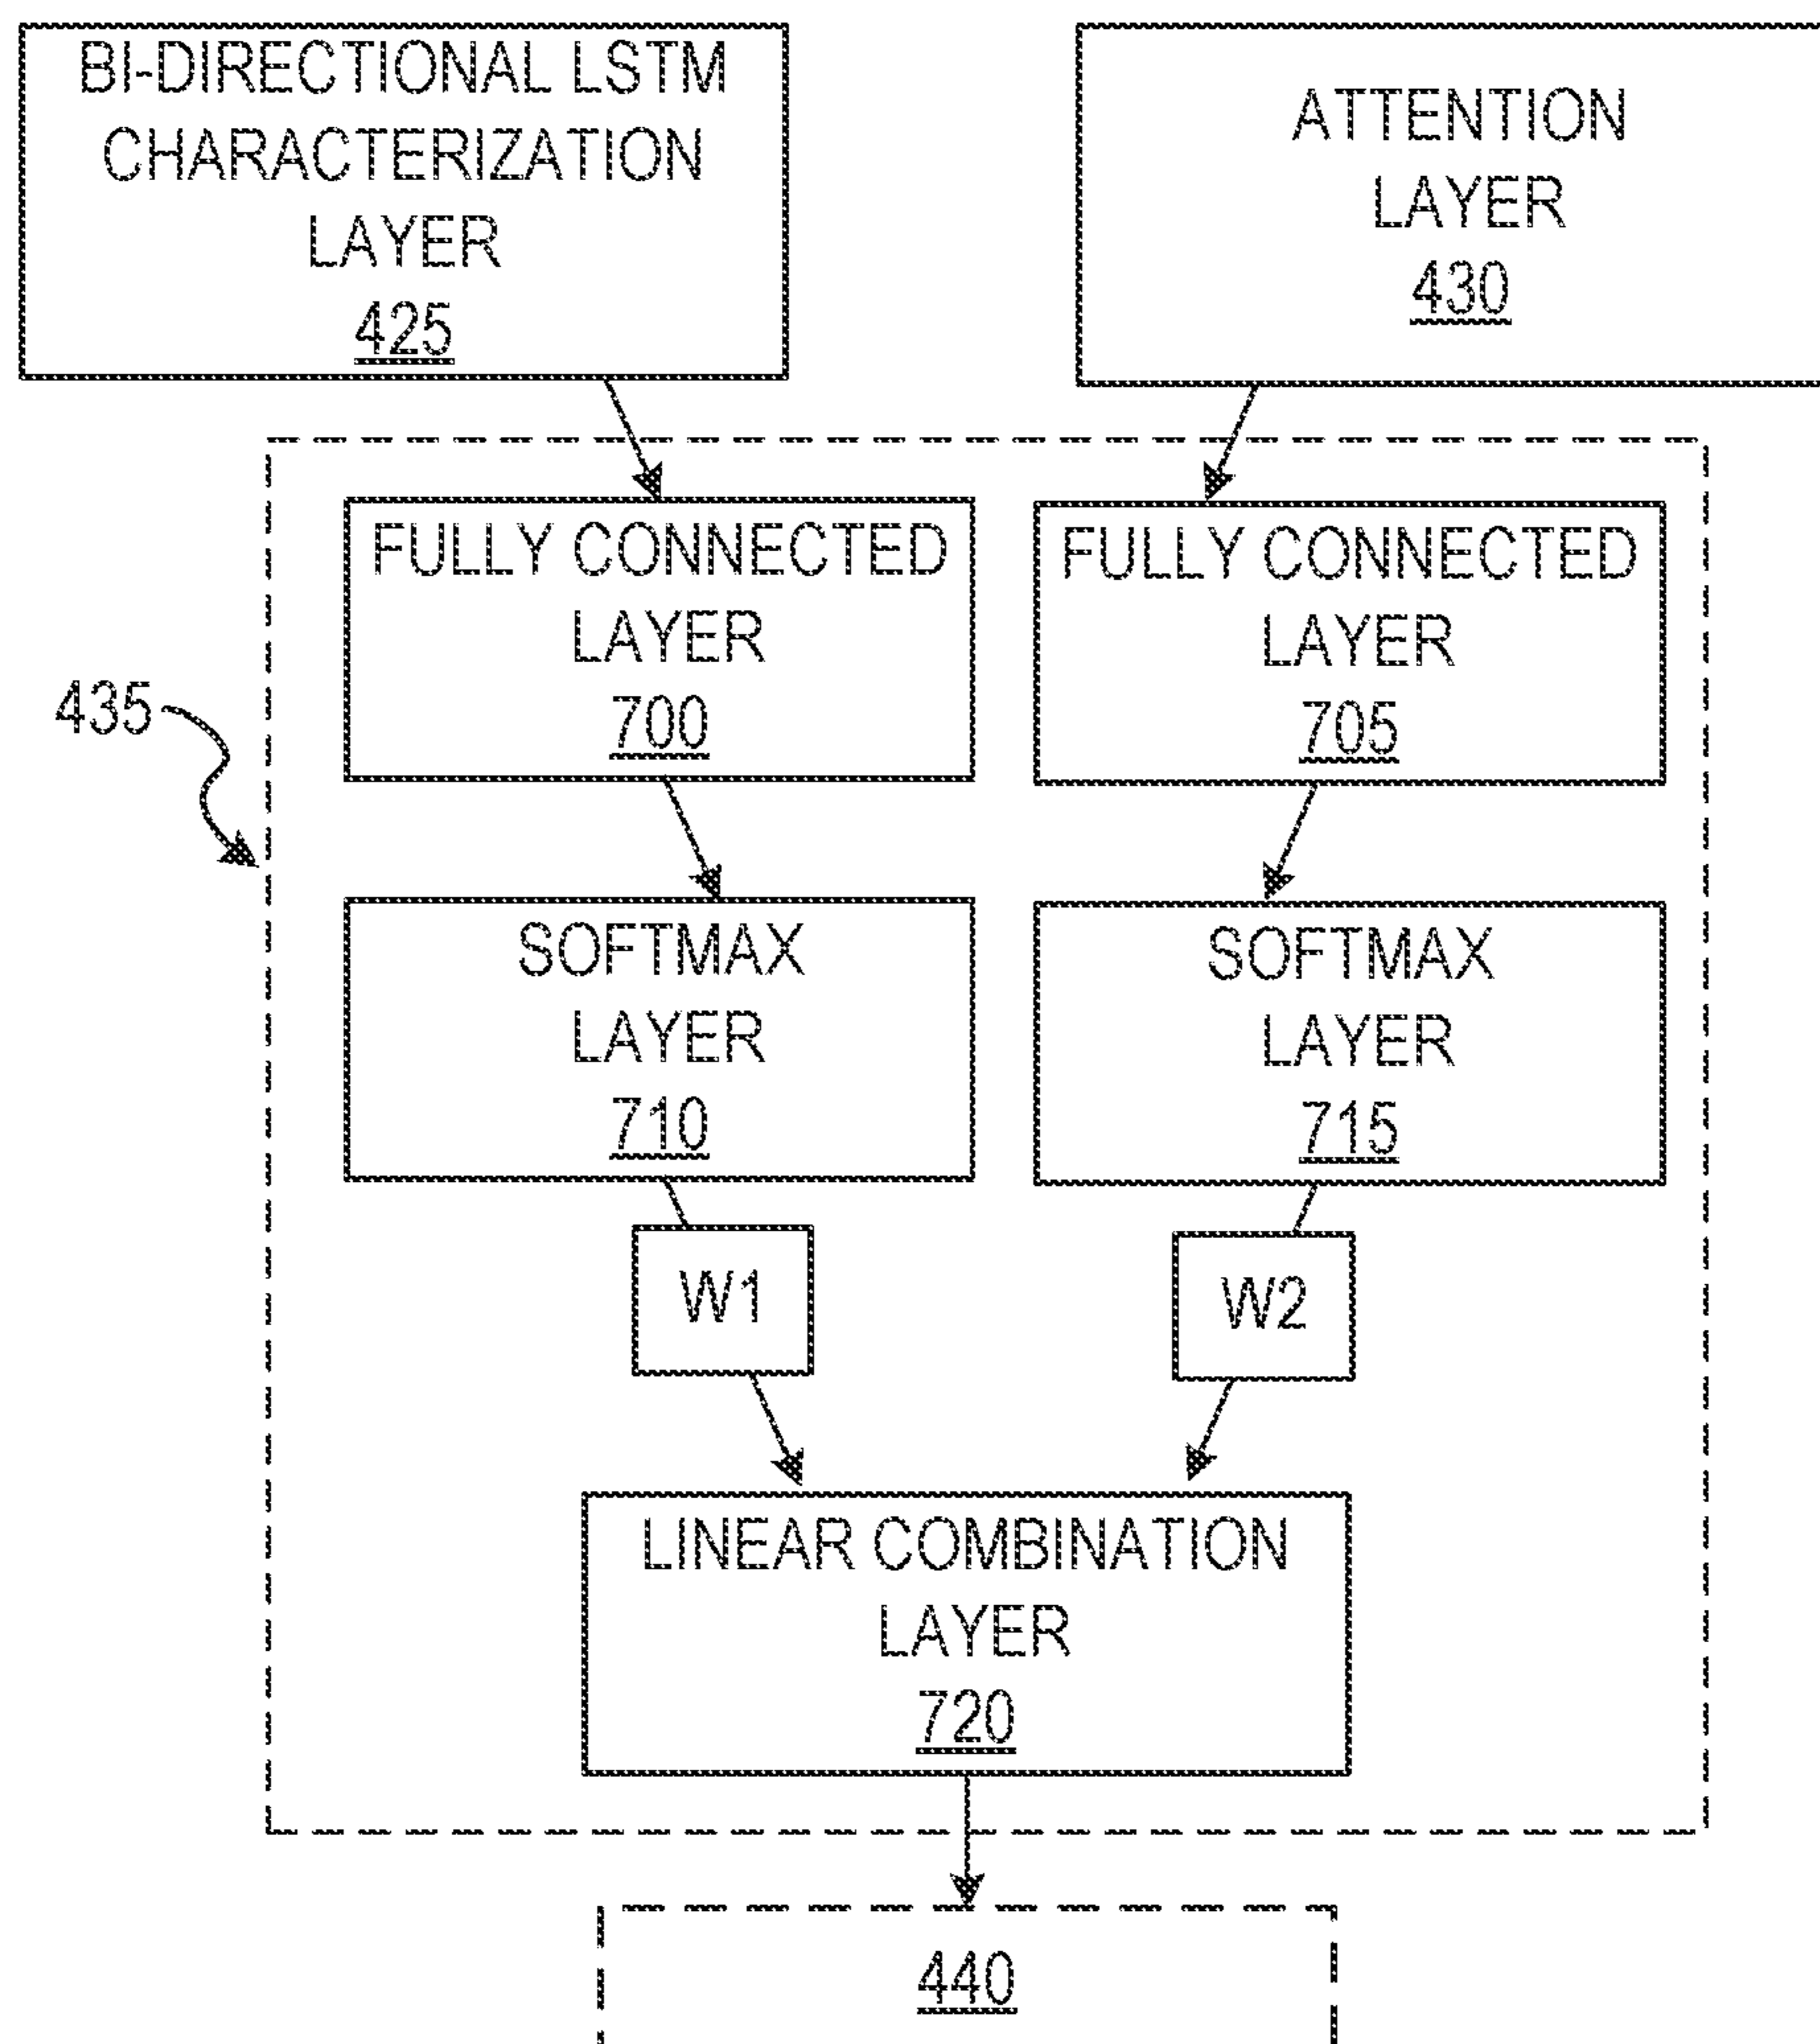 BI-DIRECTIONAL LSTM
CHARACTERIZATION
LAYER
425
ATTENTION
LAYER
430
FULLY CONNECTED
LAYER
700
FULLY CONNECTED
LAYER
705
435
SOFTMAX
LAYER
710
SOFTMAX
LAYER
715
W1
W2
LINEAR COMBINATION
LAYER
720
440